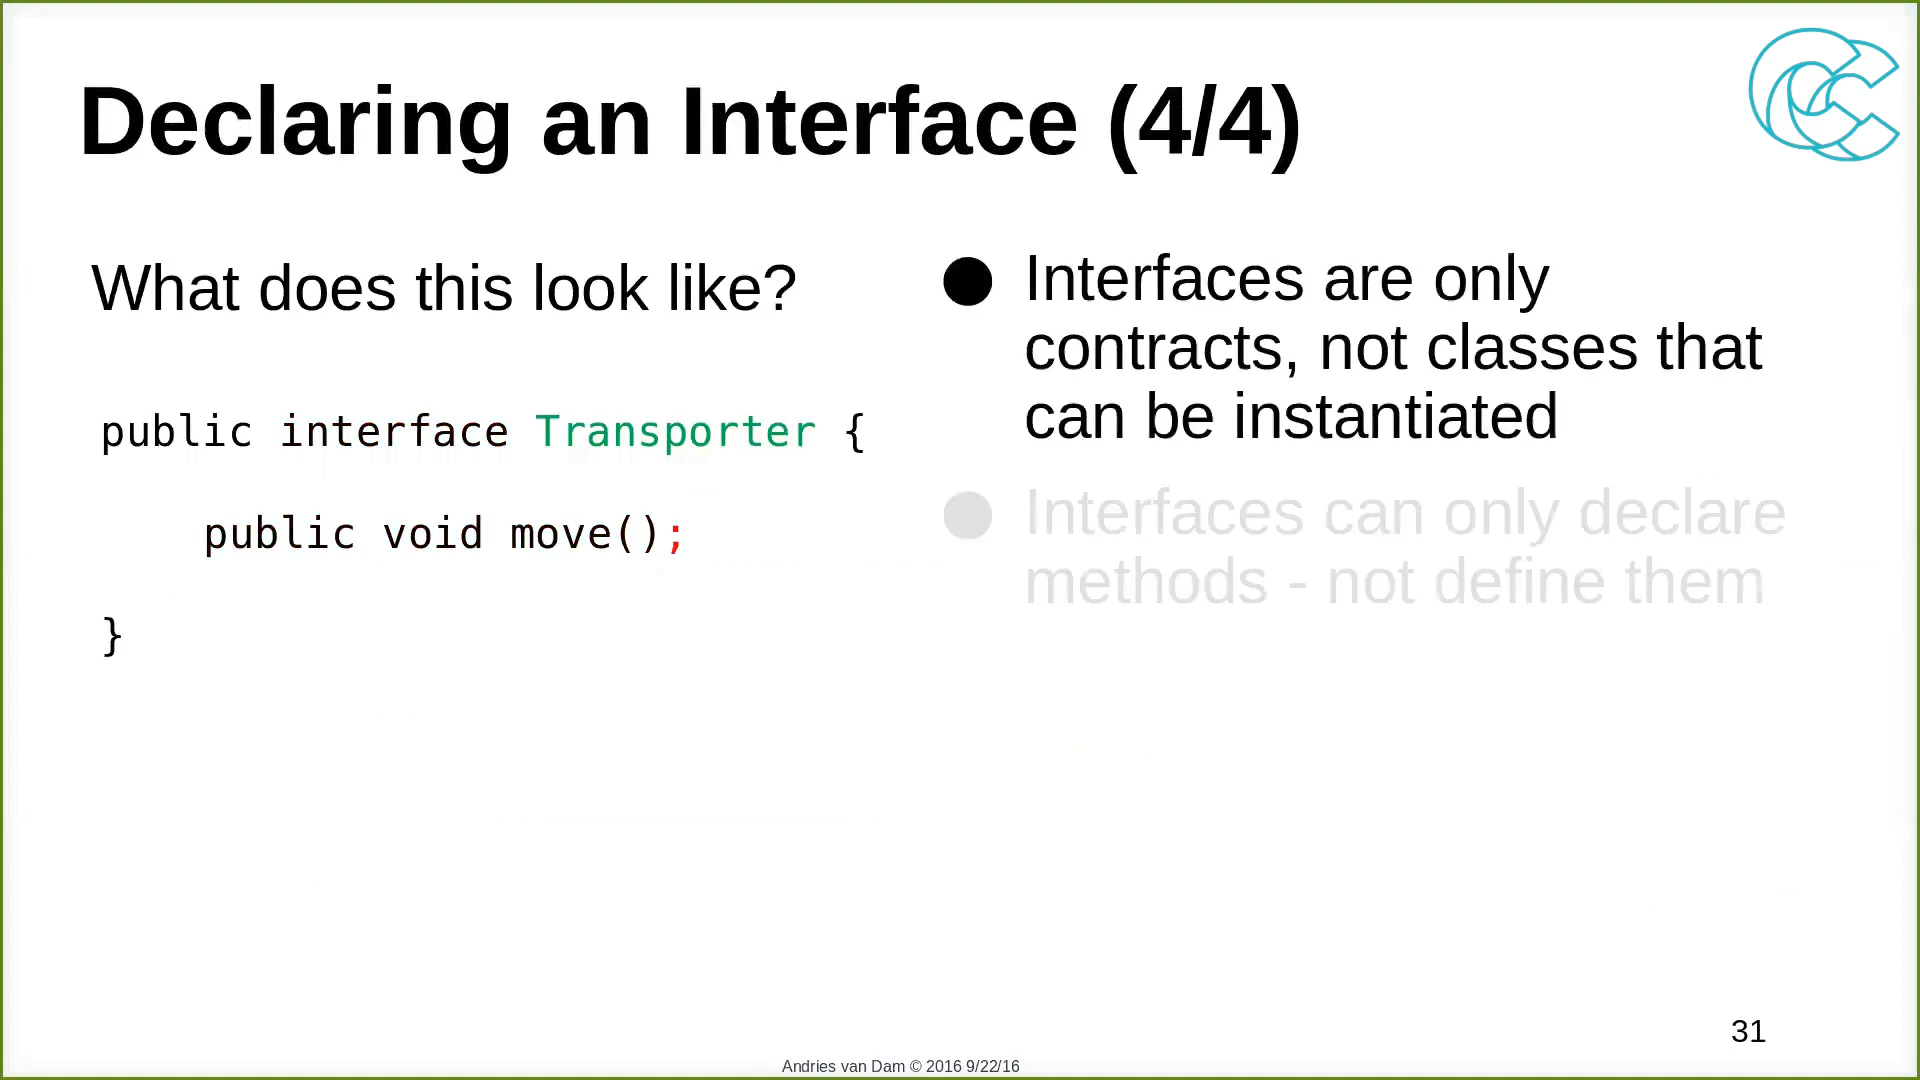 Declaring an Interface (4/4)
What does this look like?
public interface Transporter {
public void move();
}
● Interfaces are only
contracts, not classes that
can be instantiated
● Interfaces can only declare
methods - not define them
31
Andries van Dam © 2016 9/22/16